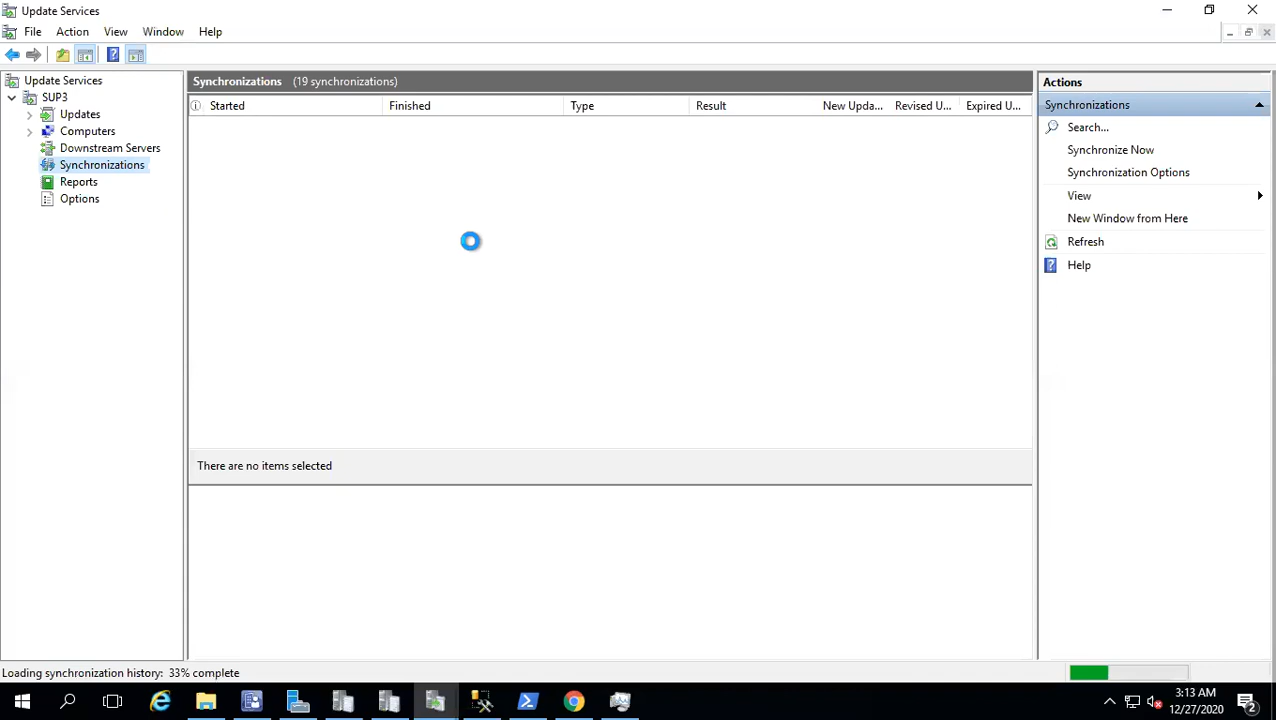 Update Services
File Action View Window Help
Update Services
SUP3
Updates
Computers
Downstream Servers
Synchronizations
Reports
Options
Synchronizations (19 synchronizations)
Started Finished Type Result New Upda... Revised U... Expired U...
There are no items selected
Actions
Synchronizations
Search...
Synchronize Now
Synchronization Options
View
New Window from Here
Refresh
Help
Loading synchronization history: 33% complete
3:13 AM
12/27/2020
2